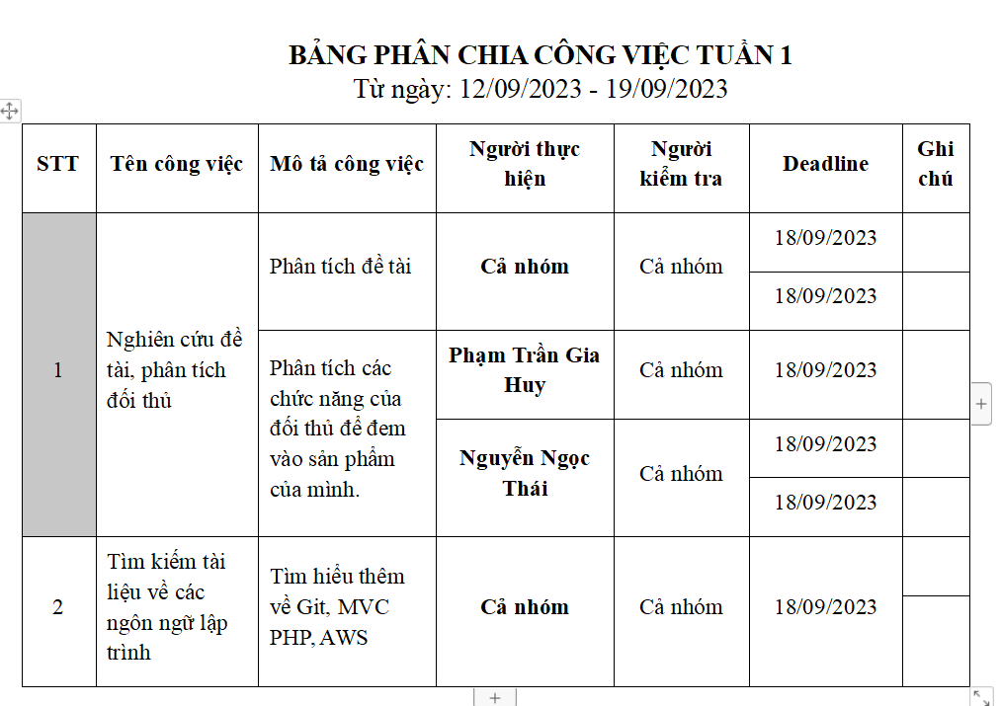 BẢNG PHÂN CHIA CÔNG VIỆC TUẦN 1
Từ ngày: 12/09/2023 - 19/09/2023
STT
Tên công việc
Mô tả công việc
Người thực
hiện
Người
kiểm tra
Deadline
Ghi
chú
1
Nghiên cứu đề
tài, phân tích
đối thủ
Phân tích đề tài
Cả nhóm
Cả nhóm
18/09/2023
18/09/2023
Phân tích các
chức năng của
đối thủ để đem
vào sản phẩm
của mình.
Phạm Trần Gia
Huy
Cả nhóm
18/09/2023
Nguyễn Ngọc
Thái
Cả nhóm
18/09/2023
18/09/2023
2
Tìm kiếm tài
liệu về các
ngôn ngữ lập
trình
Tìm hiểu thêm
về Git, MVC
PHP, AWS
Cả nhóm
Cả nhóm
18/09/2023